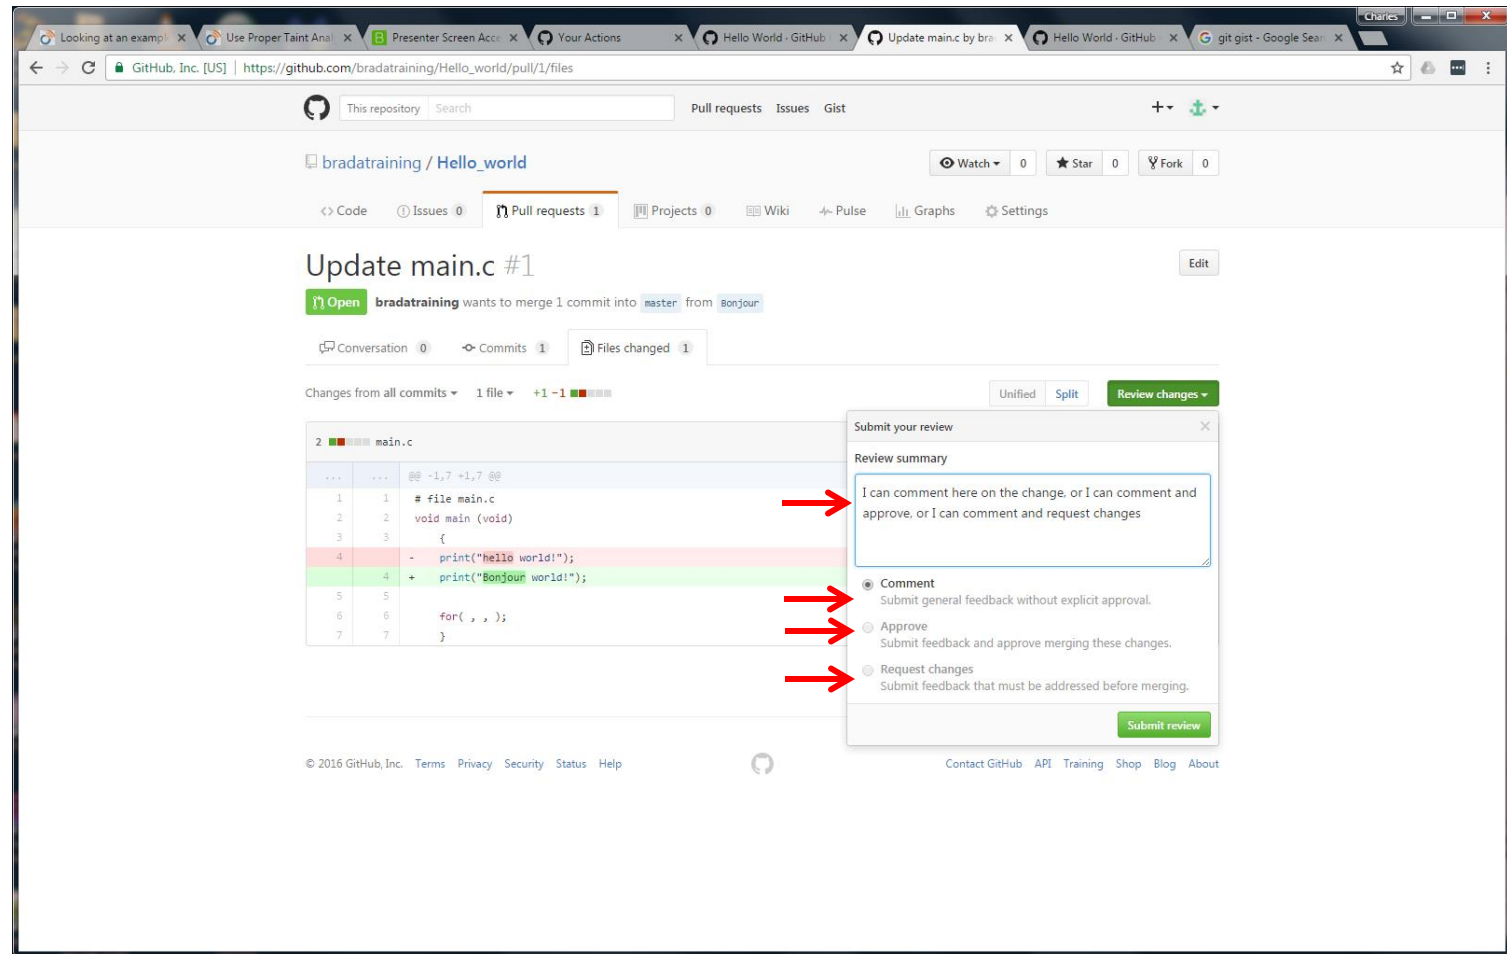 Charles
Looking at an exampl
Use Proper Taint Anal
Presenter Screen Acce
Your Actions
Hello World · GitHub
Update main.c by bra
Hello World · GitHub
git gist - Google Sear
GitHub, Inc. [US] | https://github.com/bradatraining/Hello_world/pull/1/files
This repository Search Pull requests Issues Gist
bradatraining / Hello_world Watch 0 Star 0 Fork 0
<> Code Issues 0 Pull requests 1 Projects 0 Wiki Pulse Graphs Settings
Update main.c #1 Edit
Open bradatraining wants to merge 1 commit into master from Bonjour
Conversation 0 Commits 1 Files changed 1
Changes from all commits 1 file +1 −1 Unified Split Review changes
2 main.c
... ... @@ -1,7 +1,7 @@
1 1 # file main.c
2 2 void main (void)
3 3 {
4 - print("hello world!");
4 + print("Bonjour world!");
5 5
6 6 for( , , );
7 7 }
Submit your review
Review summary
I can comment here on the change, or I can comment and
approve, or I can comment and request changes
Comment
Submit general feedback without explicit approval.
Approve
Submit feedback and approve merging these changes.
Request changes
Submit feedback that must be addressed before merging.
Submit review
© 2016 GitHub, Inc. Terms Privacy Security Status Help Contact GitHub API Training Shop Blog About